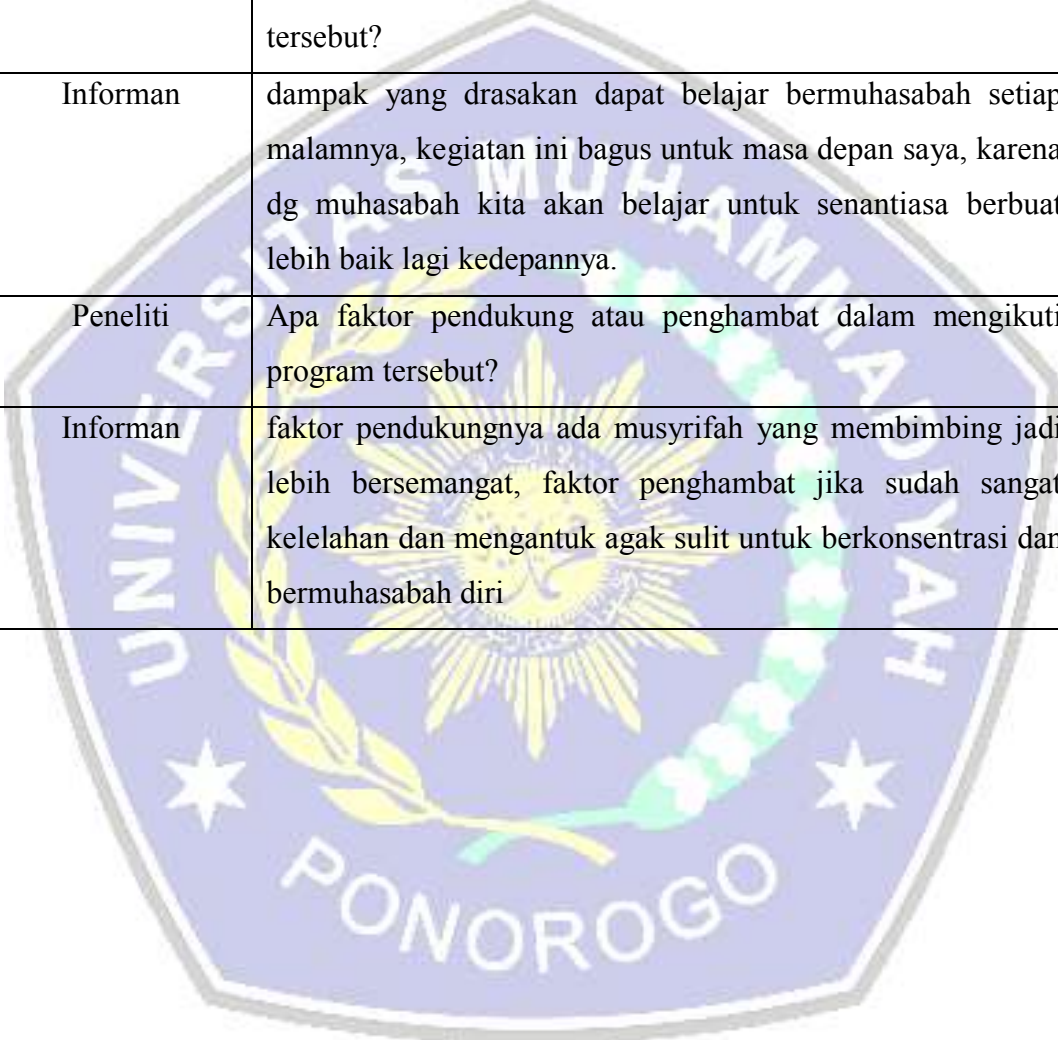 tersebut?
Informan
dampak yang drasakan dapat belajar bermuhasabah setiap
malamnya, kegiatan ini bagus untuk masa depan saya, karena
dg muhasabah kita akan belajar untuk senantiasa berbuat
lebih baik lagi kedepannya.
Peneliti
Apa faktor pendukung atau penghambat dalam mengikuti
program tersebut?
Informan
faktor pendukungnya ada musyrifah yang membimbing jadi
lebih bersemangat, faktor penghambat jika sudah sangat
kelelahan dan mengantuk agak sulit untuk berkonsentrasi dan
bermuhasabah diri
UNIVERSITAS MUHAMMADIYAH
PONOROGO